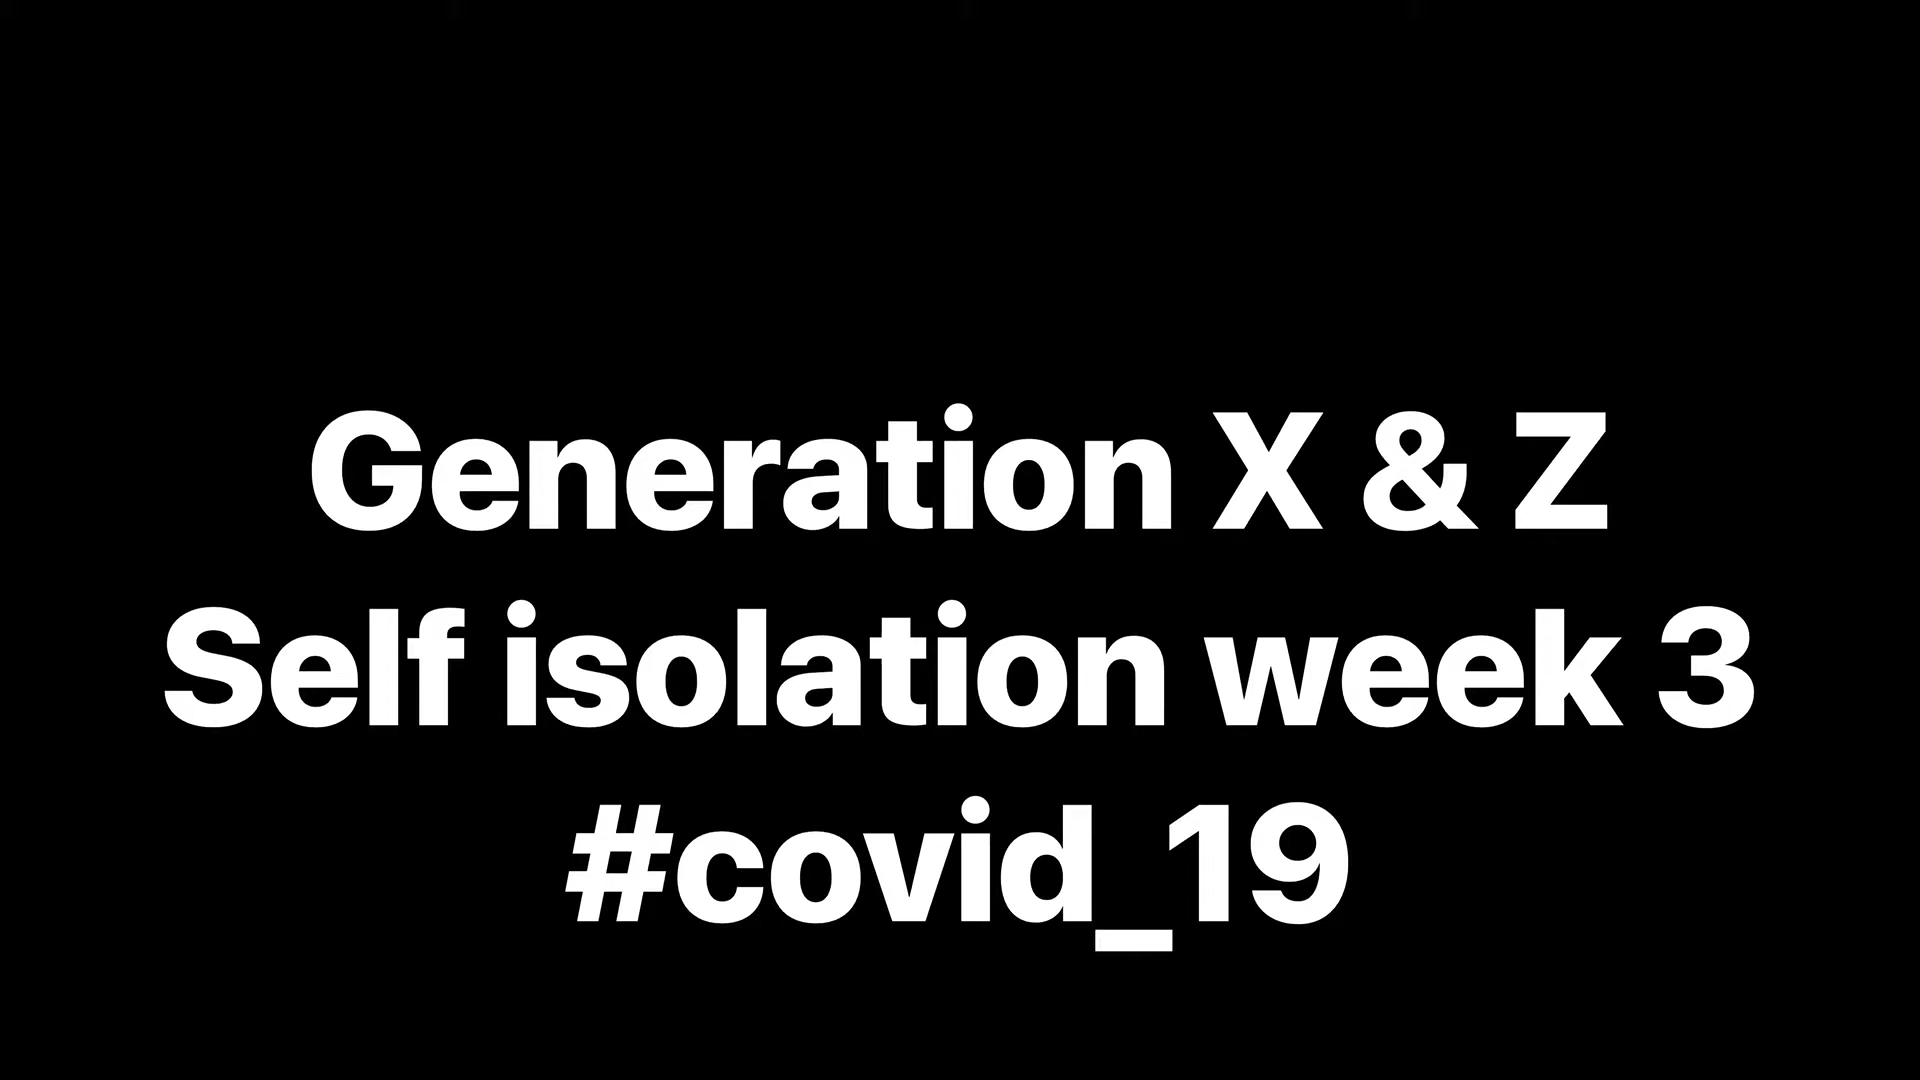 Generation X & Z
Self isolation week 3
#covid_19